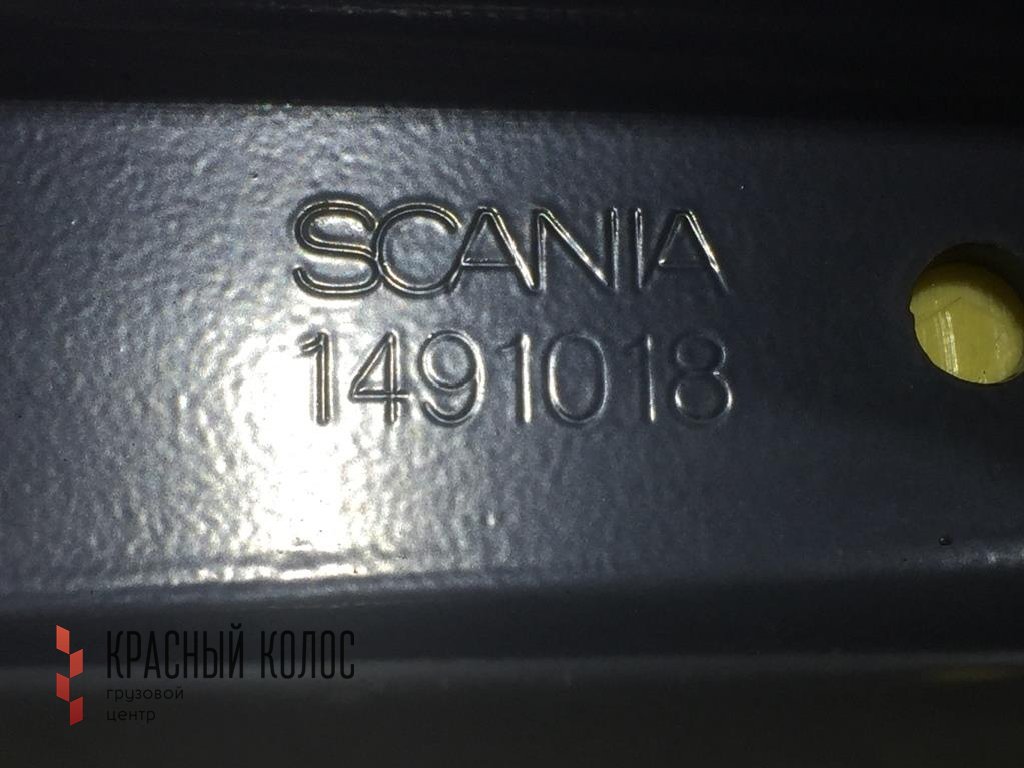 SCANIA
1491018
КРАСНЫЙ КОЛОС
грузовой
центр